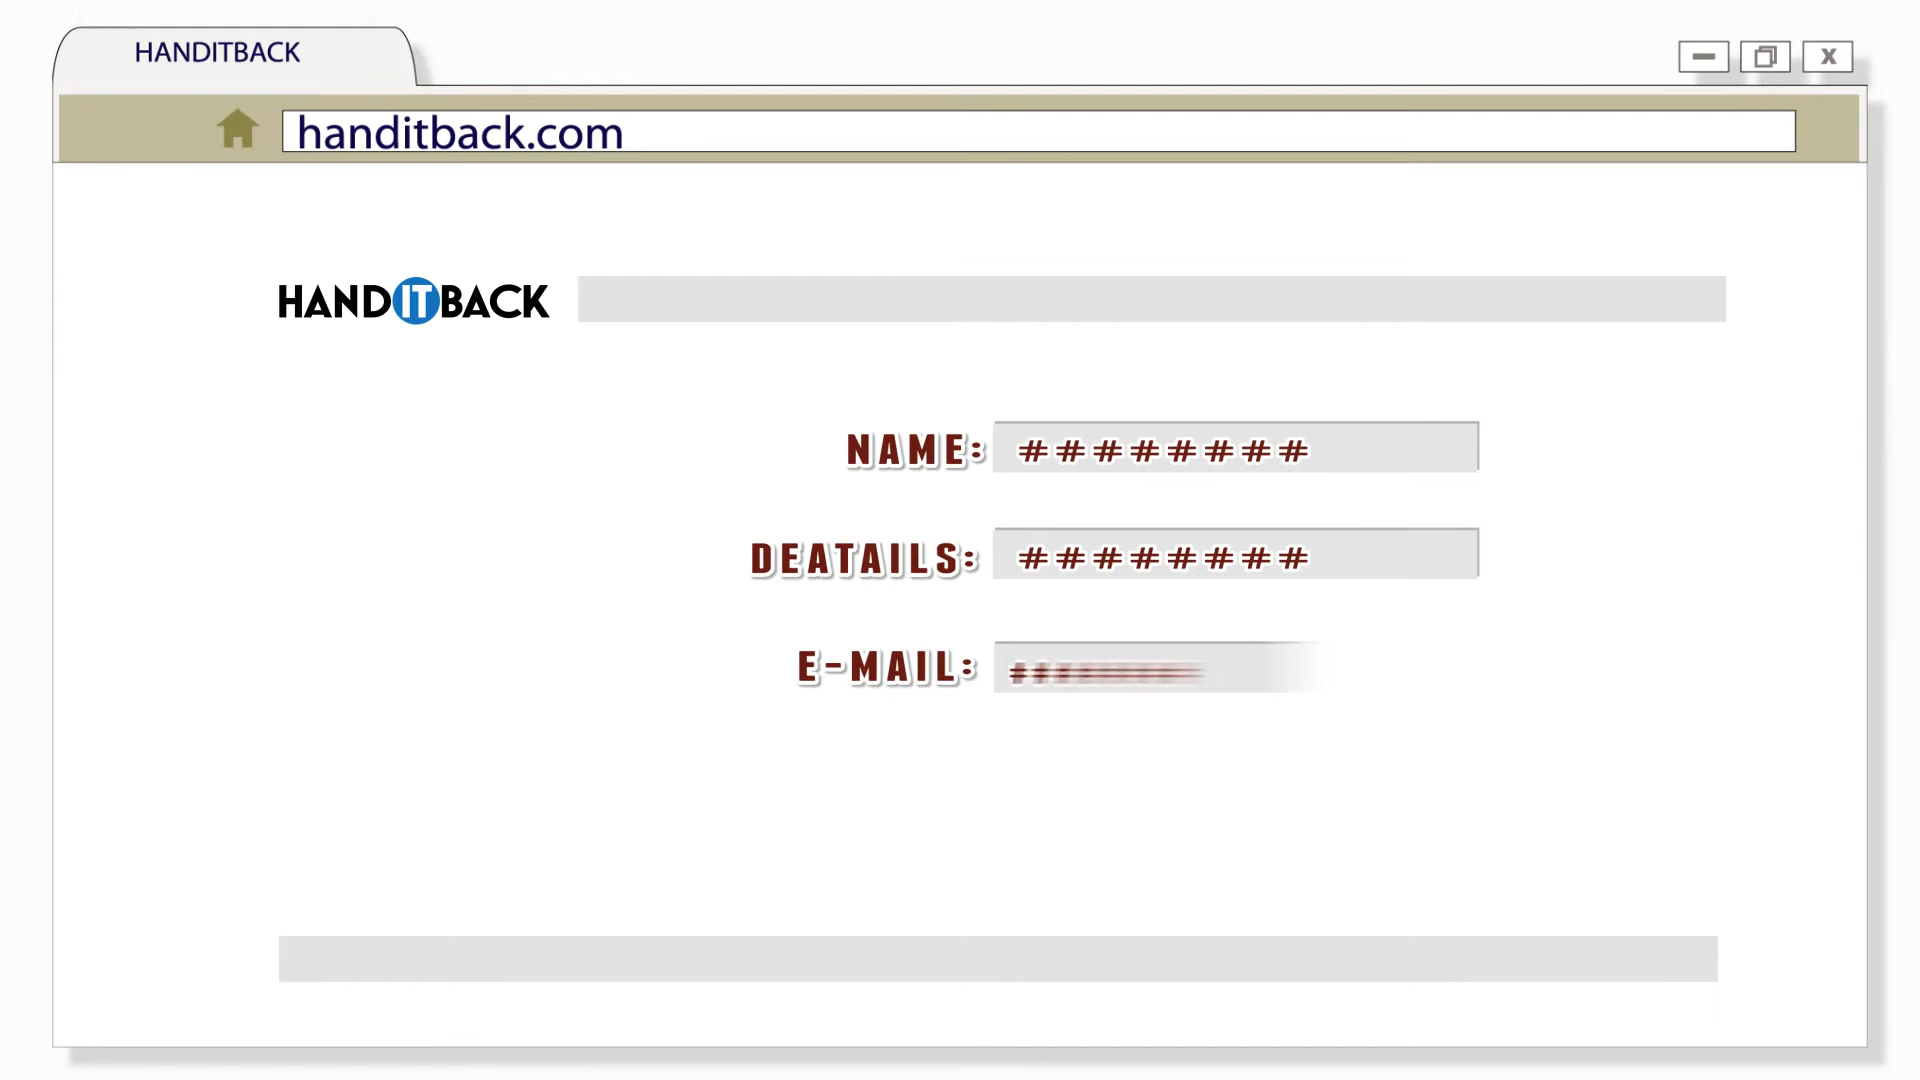 HANDITBACK
X
handitback.com
HANDITBACK
NAME: ########
DEATAILS: ########
E-MAIL: